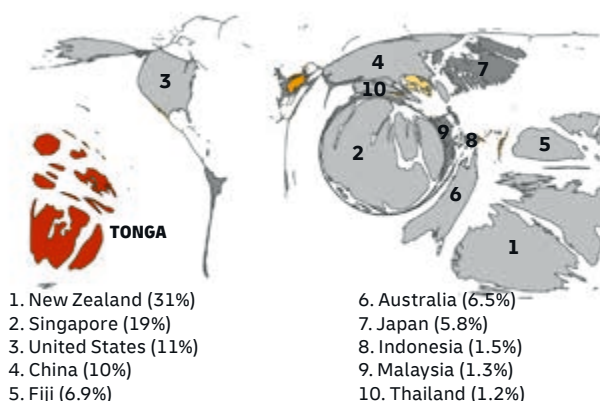 4
7
3
10
9
8
5
2
6
TONGA
1
1. New Zealand (31%)
2. Singapore (19%)
3. United States (11%)
4. China (10%)
5. Fiji (6.9%)
6. Australia (6.5%)
7. Japan (5.8%)
8. Indonesia (1.5%)
9. Malaysia (1.3%)
10. Thailand (1.2%)